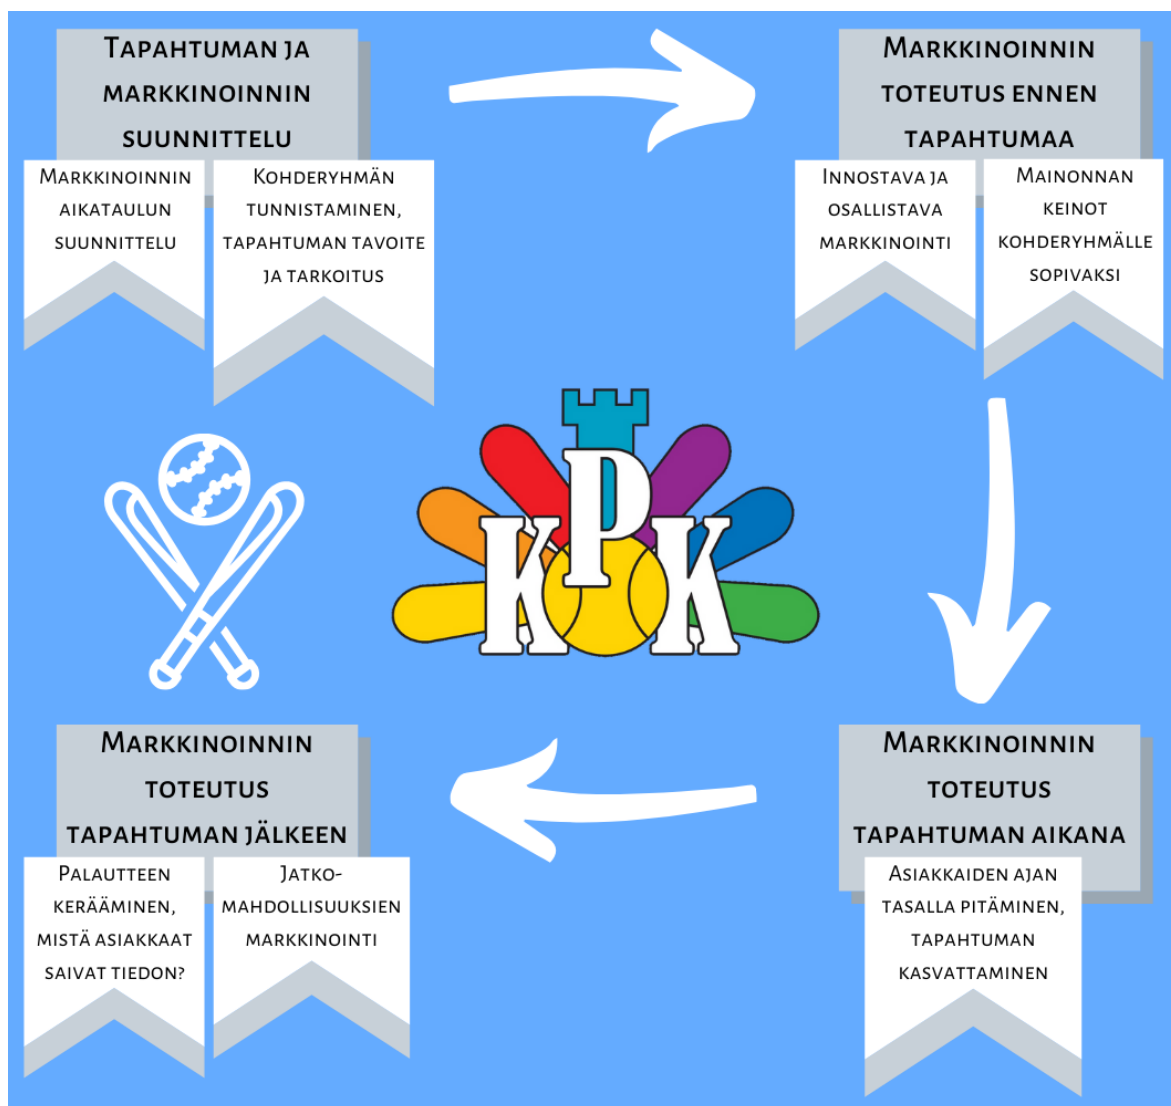 Tapahtuman ja
markkinoinnin
suunnittelu
Markkinoinnin
aikataulun
suunnittelu
Kohderyhmän
tunnistaminen,
tapahtuman tavoite
ja tarkoitus
Markkinoinnin
toteutus ennen
tapahtumaa
Innostava ja
osallistava
markkinointi
Mainonnan
keinot
kohderyhmälle
sopivaksi
KPK
Markkinoinnin
toteutus
tapahtuman aikana
Asiakkaiden ajan
tasalla pitäminen,
tapahtuman
kasvattaminen
Markkinoinnin
toteutus
tapahtuman jälkeen
Palautteen
kerääminen,
mistä asiakkaat
saivat tiedon?
Jatko-
mahdollisuuksien
markkinointi